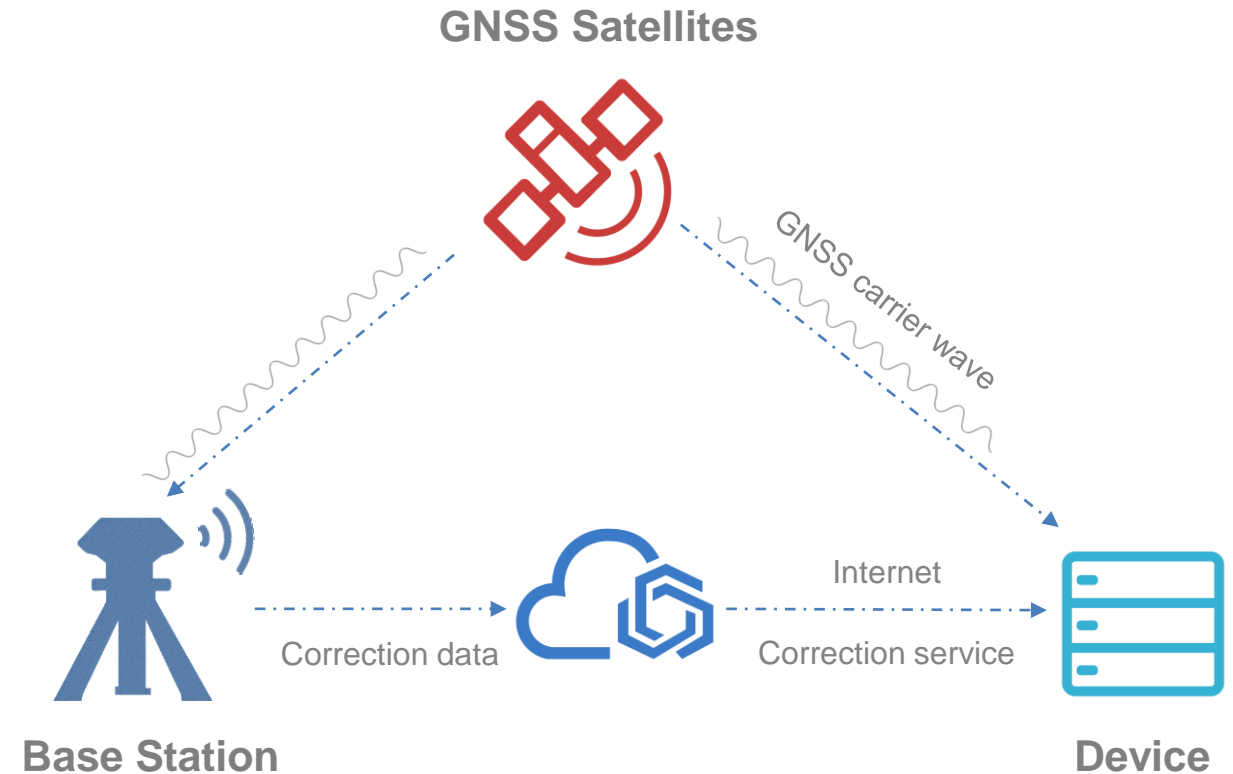 GNSS Satellites
GNSS carrier wave
Internet
Correction data
Correction service
Base Station
Device